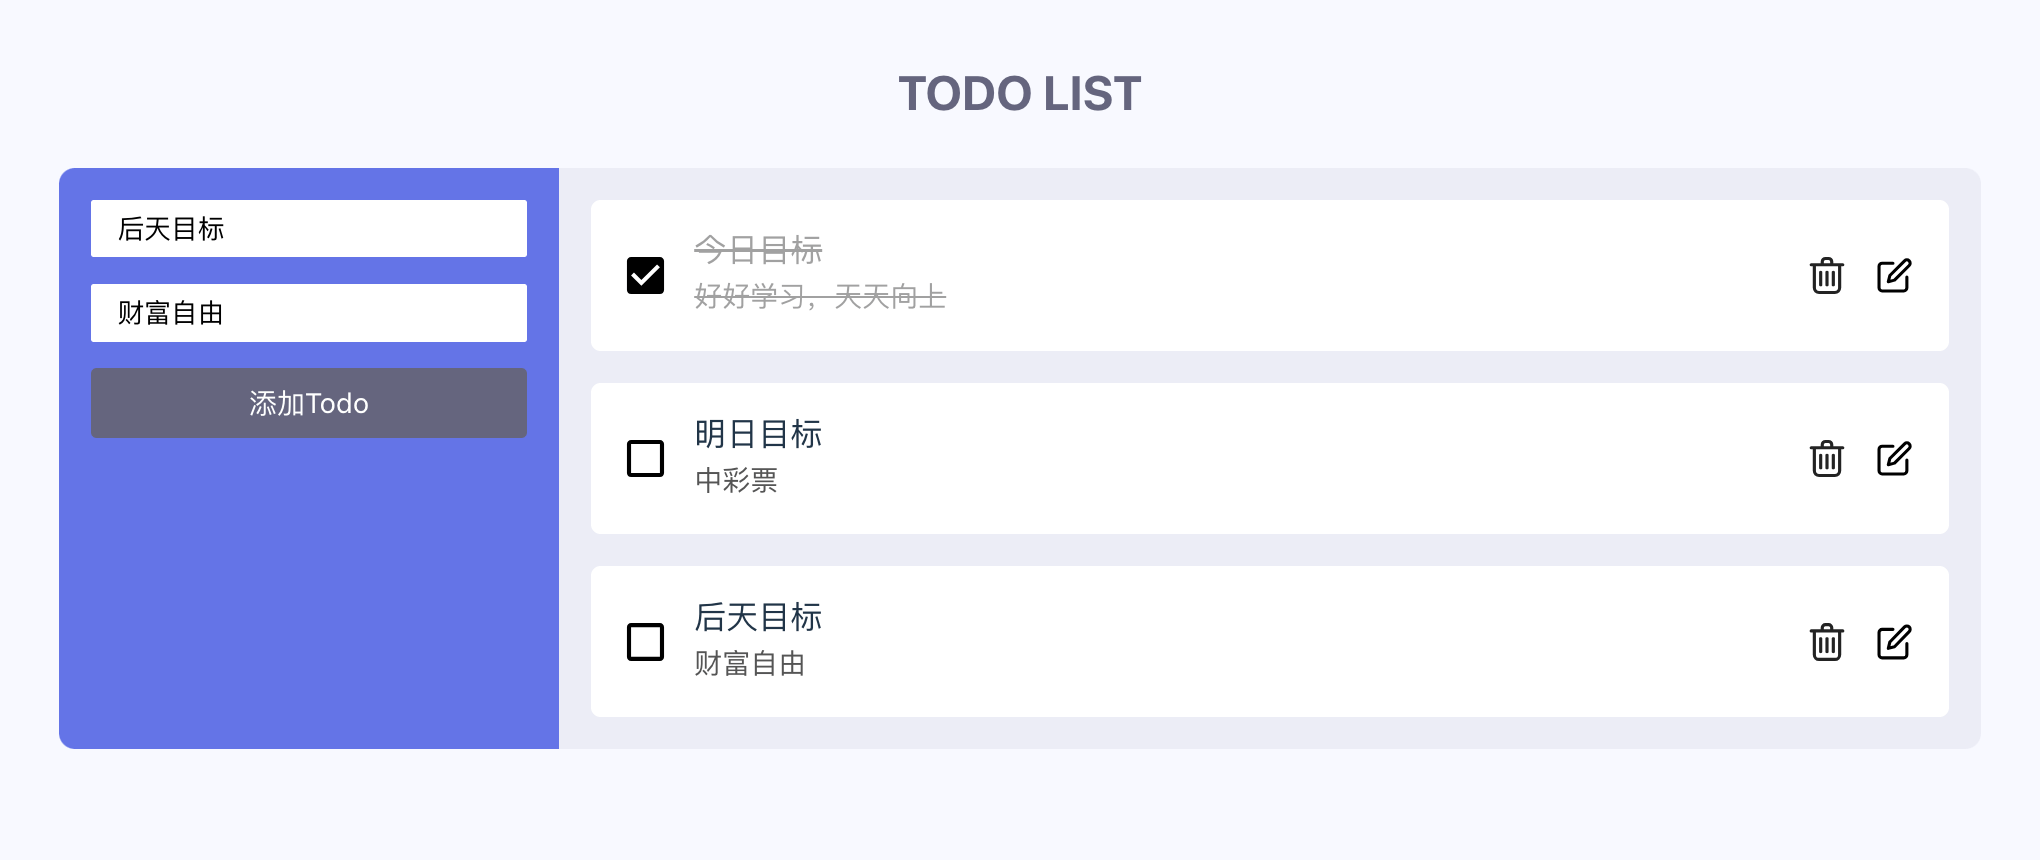 TODO LIST
后天目标
财富自由
添加Todo
今日目标
好好学习，天天向上
明日目标
中彩票
后天目标
财富自由